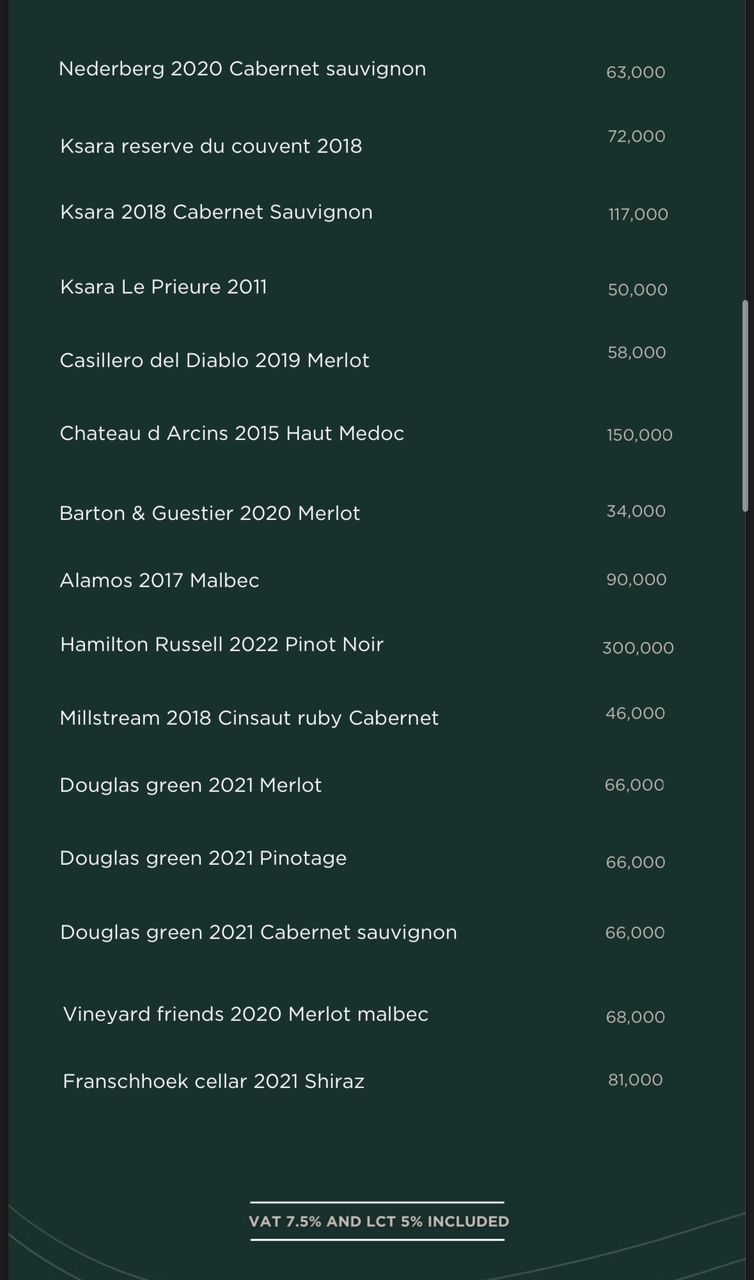 Nederberg 2020 Cabernet sauvignon 63,000
Ksara reserve du couvent 2018 72,000
Ksara 2018 Cabernet Sauvignon 117,000
Ksara Le Prieure 2011 50,000
Casillero del Diablo 2019 Merlot 58,000
Chateau d Arcins 2015 Haut Medoc 150,000
Barton & Guestier 2020 Merlot 34,000
Alamos 2017 Malbec 90,000
Hamilton Russell 2022 Pinot Noir 300,000
Millstream 2018 Cinsaut ruby Cabernet 46,000
Douglas green 2021 Merlot 66,000
Douglas green 2021 Pinotage 66,000
Douglas green 2021 Cabernet sauvignon 66,000
Vineyard friends 2020 Merlot malbec 68,000
Franschhoek cellar 2021 Shiraz 81,000
VAT 7.5% AND LCT 5% INCLUDED